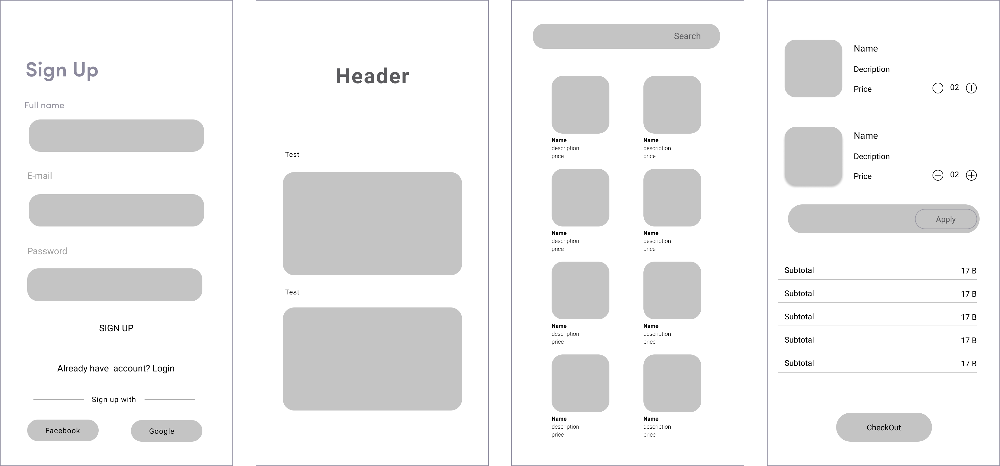 Sign Up
Full name
E-mail
Password
SIGN UP
Already have  account? Login
Sign up with
Facebook
Google
Header
Test
Test
Search
Name
description
price
Name
description
price
Name
description
price
Name
description
price
Name
description
price
Name
description
price
Name
description
price
Name
description
price
Name
Decription
Price 02
Name
Decription
Price 02
Apply
Subtotal 17 B
Subtotal 17 B
Subtotal 17 B
Subtotal 17 B
Subtotal 17 B
CheckOut